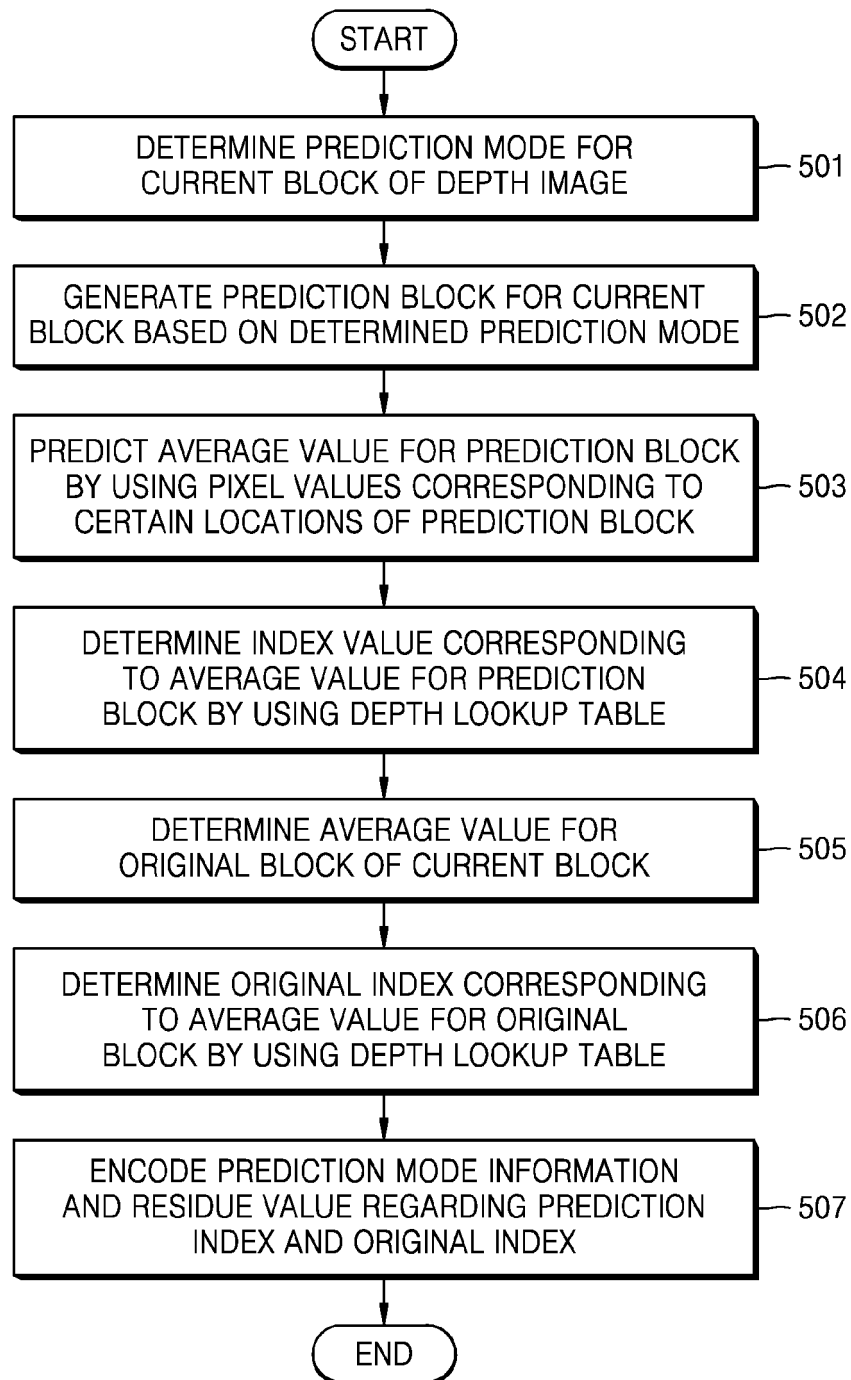 START
DETERMINE PREDICTION MODE FOR
CURRENT BLOCK OF DEPTH IMAGE
501
GENERATE PREDICTION BLOCK FOR CURRENT
BLOCK BASED ON DETERMINED PREDICTION MODE
502
PREDICT AVERAGE VALUE FOR PREDICTION BLOCK
BY USING PIXEL VALUES CORRESPONDING TO
CERTAIN LOCATIONS OF PREDICTION BLOCK
503
DETERMINE INDEX VALUE CORRESPONDING
TO AVERAGE VALUE FOR PREDICTION
BLOCK BY USING DEPTH LOOKUP TABLE
504
DETERMINE AVERAGE VALUE FOR
ORIGINAL BLOCK OF CURRENT BLOCK
505
DETERMINE ORIGINAL INDEX CORRESPONDING
TO AVERAGE VALUE FOR ORIGINAL
BLOCK BY USING DEPTH LOOKUP TABLE
506
ENCODE PREDICTION MODE INFORMATION
AND RESIDUE VALUE REGARDING PREDICTION
INDEX AND ORIGINAL INDEX
507
END